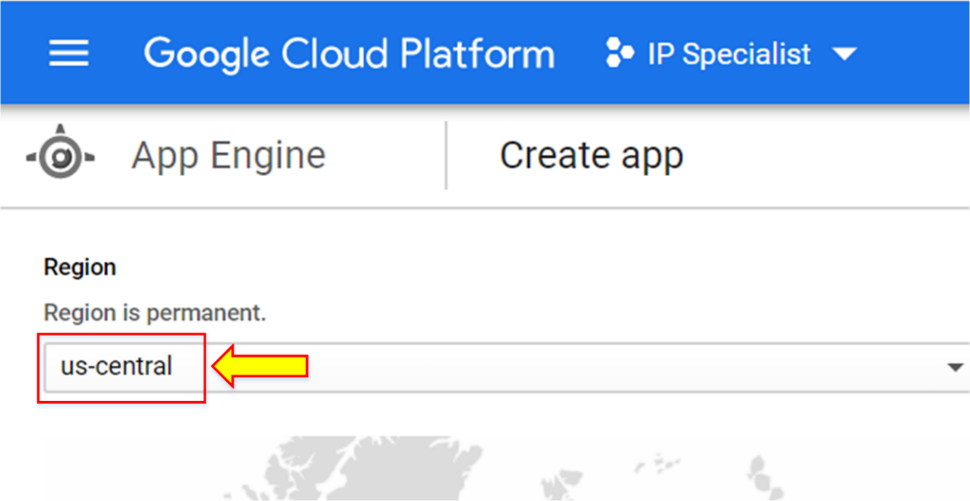 Google Cloud Platform IP Specialist
App Engine Create app
Region
Region is permanent.
us-central